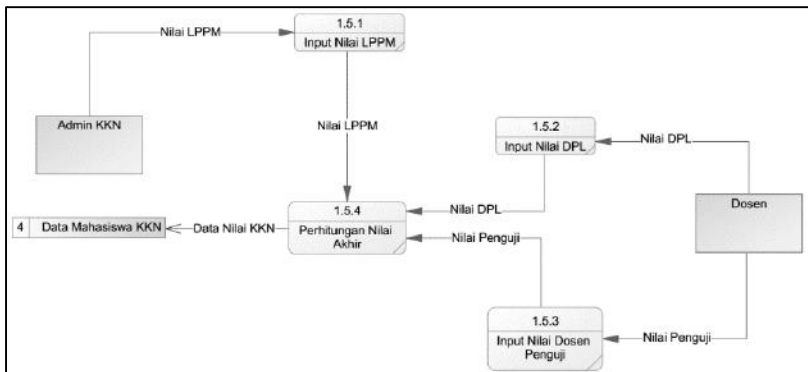 Nilai LPPM
1.5.1
Input Nilai LPPM
Admin KKN
Nilai LPPM
1.5.2
Input Nilai DPL
Nilai DPL
Dosen
1.5.4
Perhitungan Nilai
Akhir
Nilai DPL
4 Data Mahasiswa KKN
Data Nilai KKN
Nilai Penguji
1.5.3
Input Nilai Dosen
Penguji
Nilai Penguji